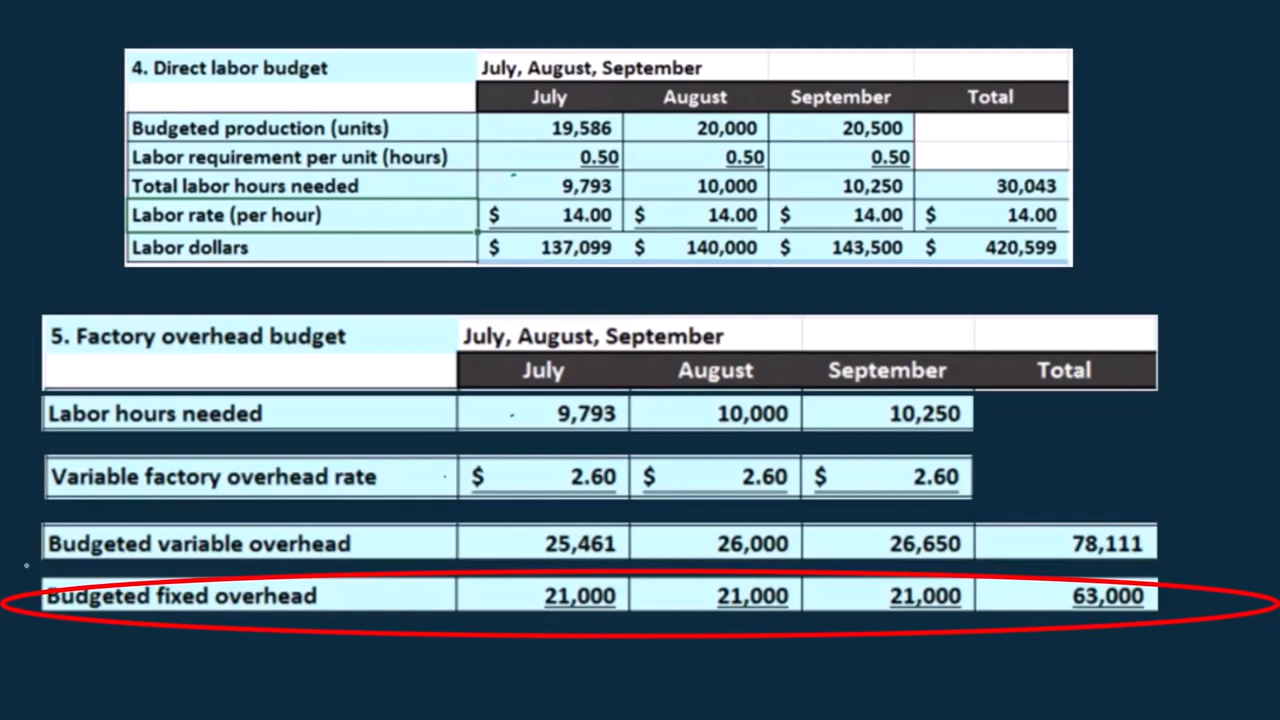 4. Direct labor budget July, August, September
July August September Total
Budgeted production (units) 19,586 20,000 20,500
Labor requirement per unit (hours) 0.50 0.50 0.50
Total labor hours needed 9,793 10,000 10,250 30,043
Labor rate (per hour) $ 14.00 $ 14.00 $ 14.00 $ 14.00
Labor dollars $ 137,099 $ 140,000 $ 143,500 $ 420,599
5. Factory overhead budget July, August, September
July August September Total
Labor hours needed 9,793 10,000 10,250
Variable factory overhead rate $ 2.60 $ 2.60 $ 2.60
Budgeted variable overhead 25,461 26,000 26,650 78,111
Budgeted fixed overhead 21,000 21,000 21,000 63,000